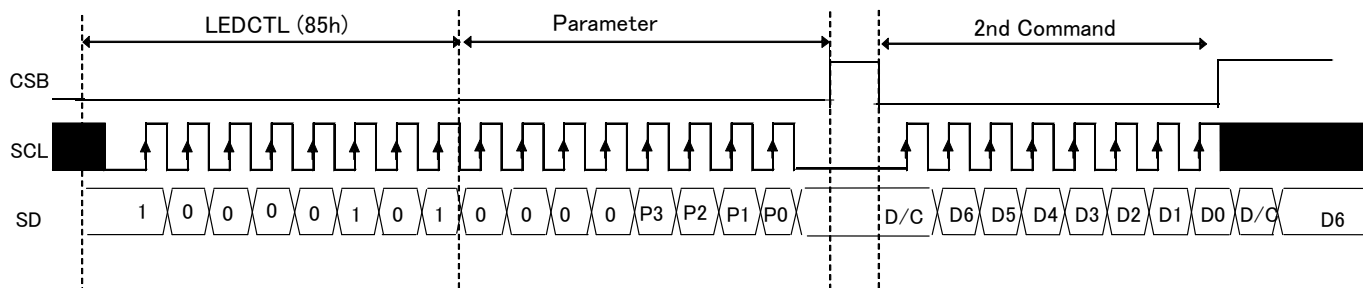 LEDCTL (85h) Parameter 2nd Command
CSB
SCL
SD 1 0 0 0 0 1 0 1 0 0 0 0 P3 P2 P1 P0 D/C D6 D5 D4 D3 D2 D1 D0 D/C D6